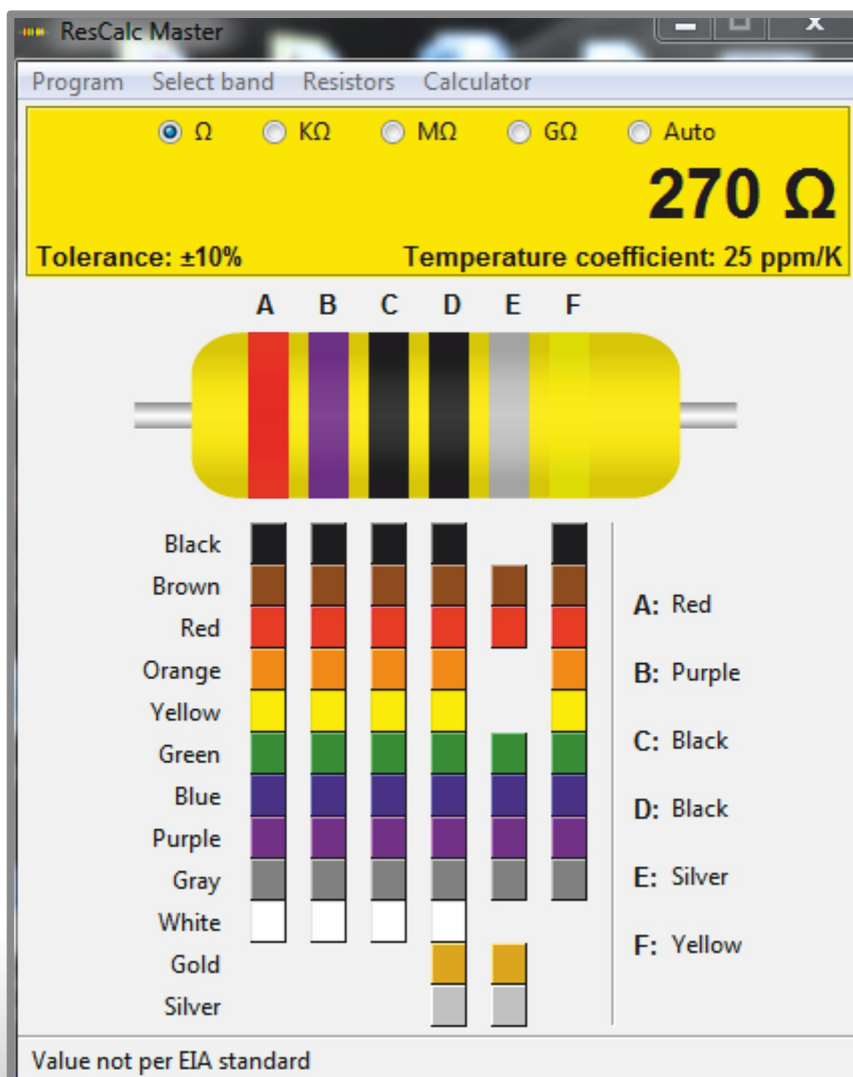 ResCalc Master
Program Select band Resistors Calculator
Ω KΩ MΩ GΩ Auto
270 Ω
Tolerance: ±10% Temperature coefficient: 25 ppm/K
A B C D E F
Black
Brown
Red
Orange
Yellow
Green
Blue
Purple
Gray
White
Gold
Silver
A: Red
B: Purple
C: Black
D: Black
E: Silver
F: Yellow
Value not per EIA standard